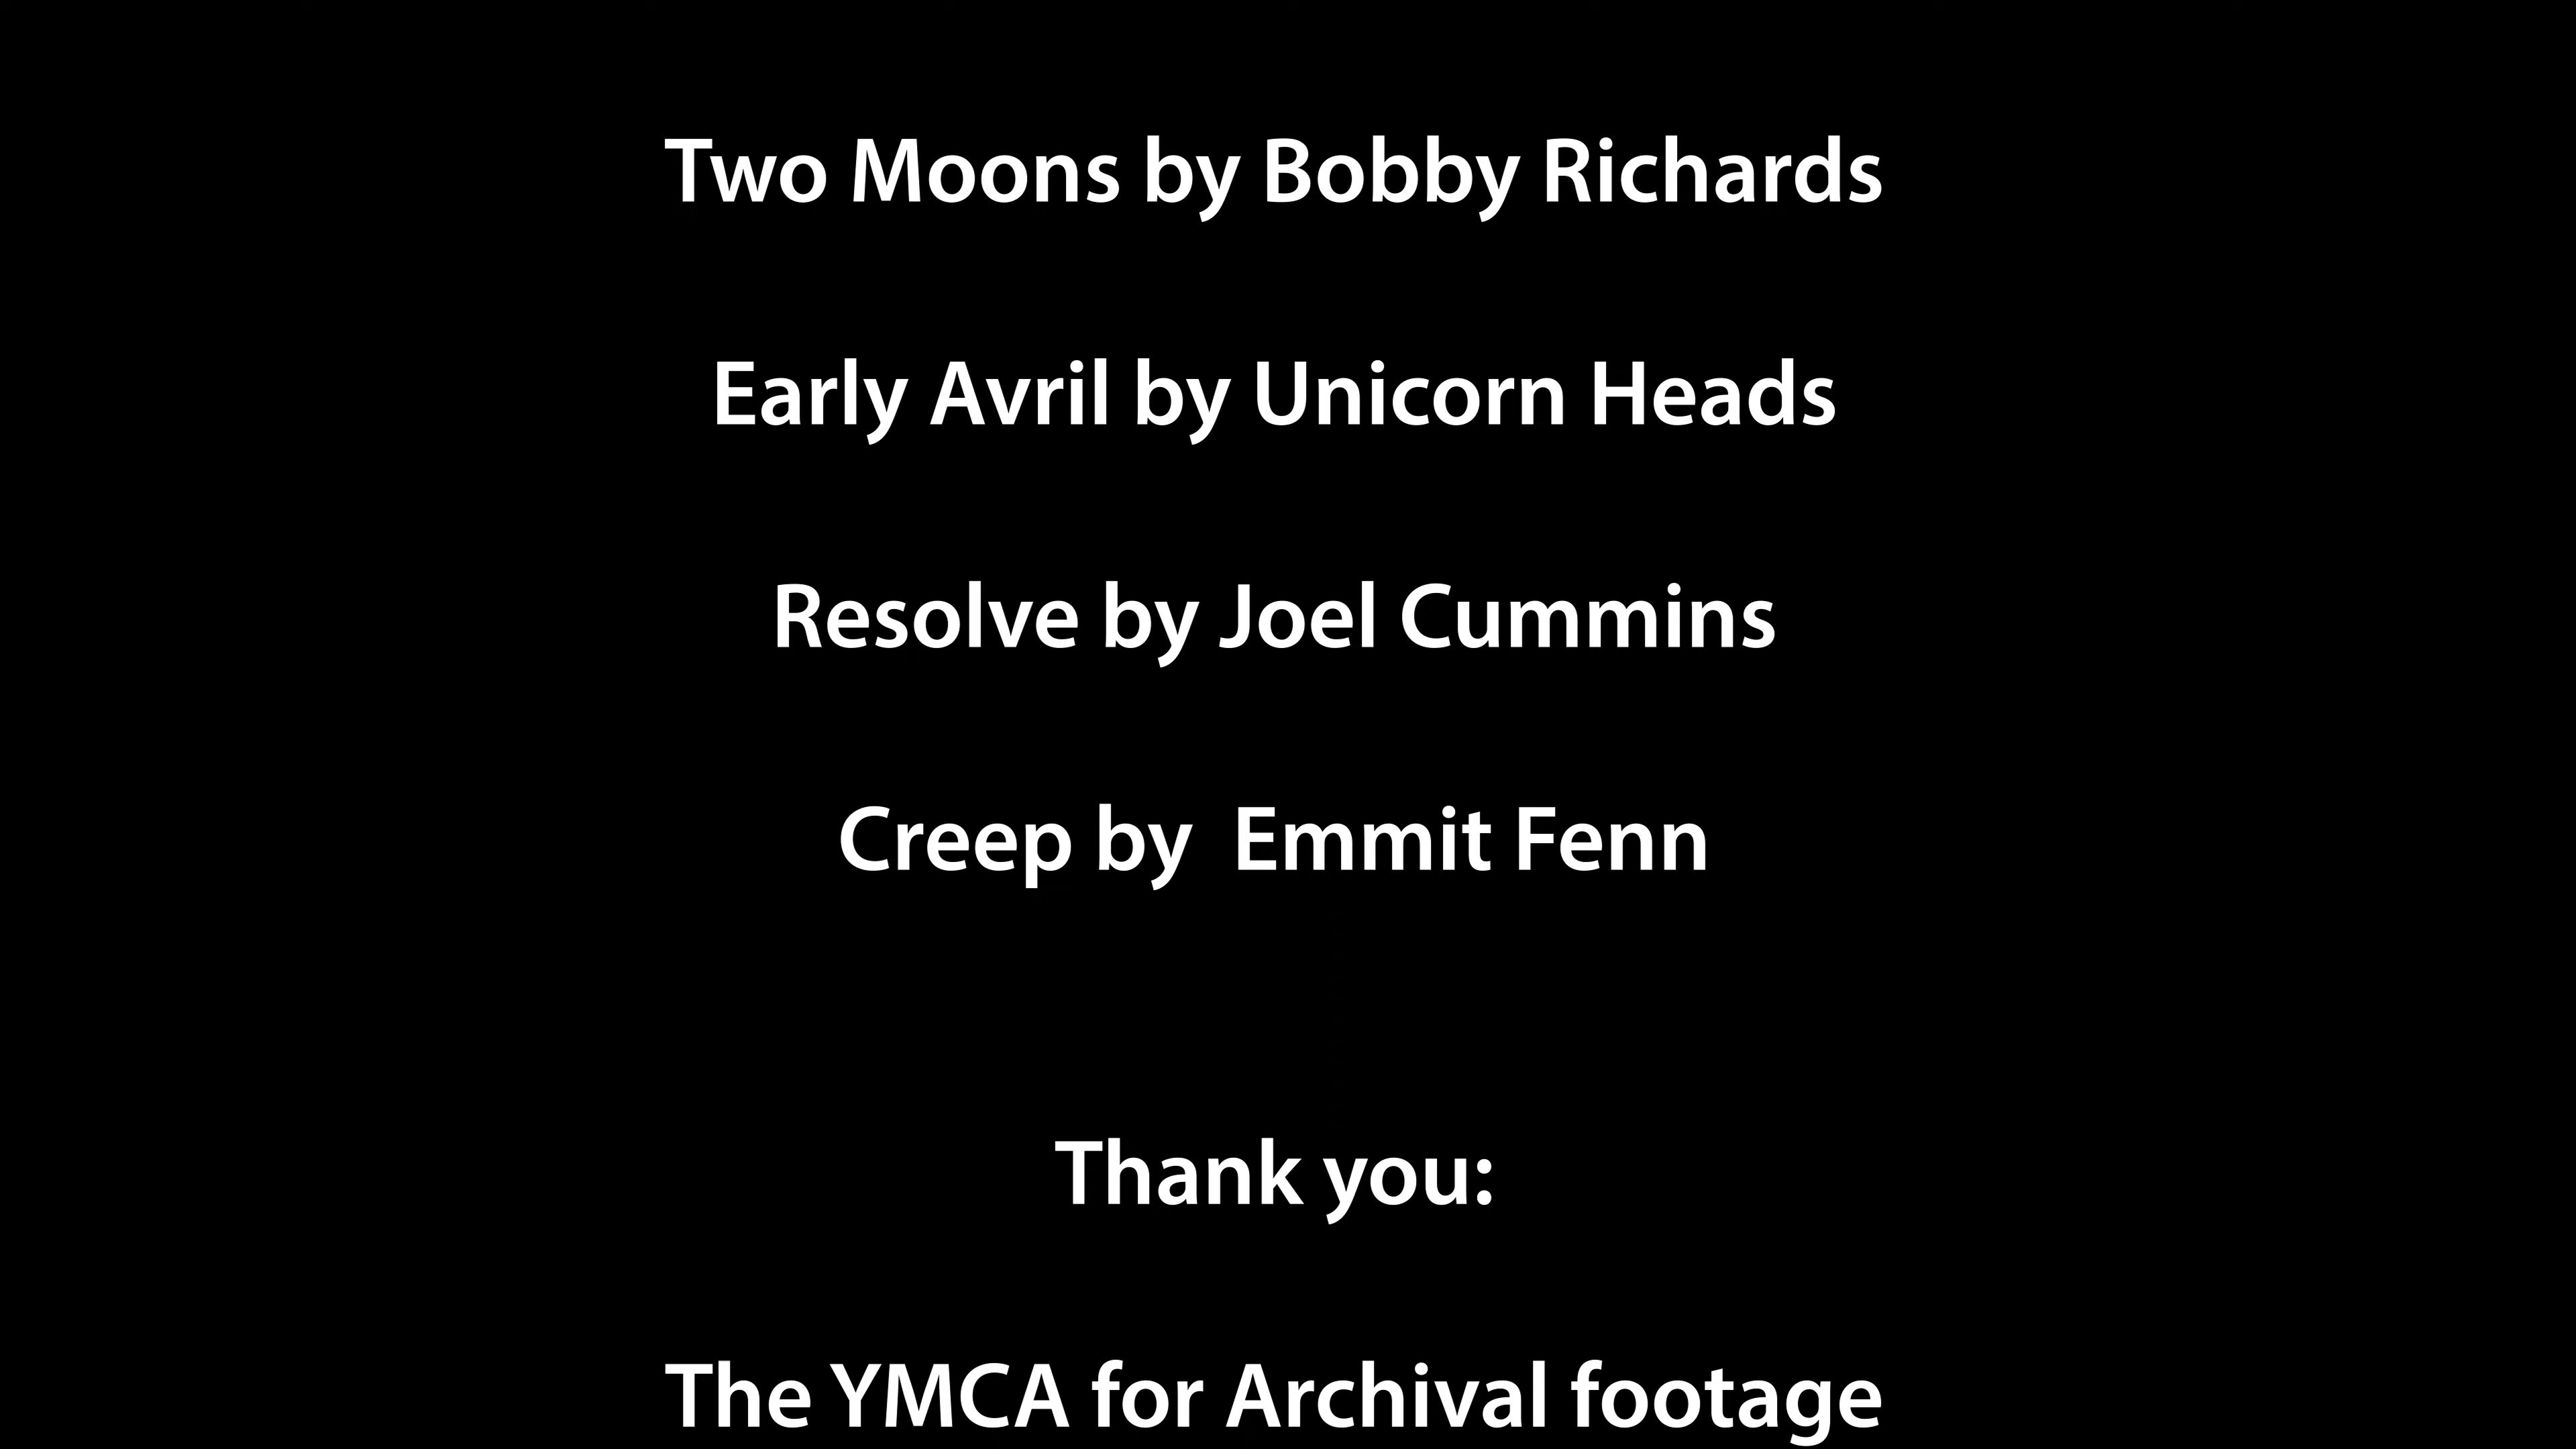 Two Moons by Bobby Richards
Early Avril by Unicorn Heads
Resolve by Joel Cummins
Creep by  Emmit Fenn
Thank you:
The YMCA for Archival footage